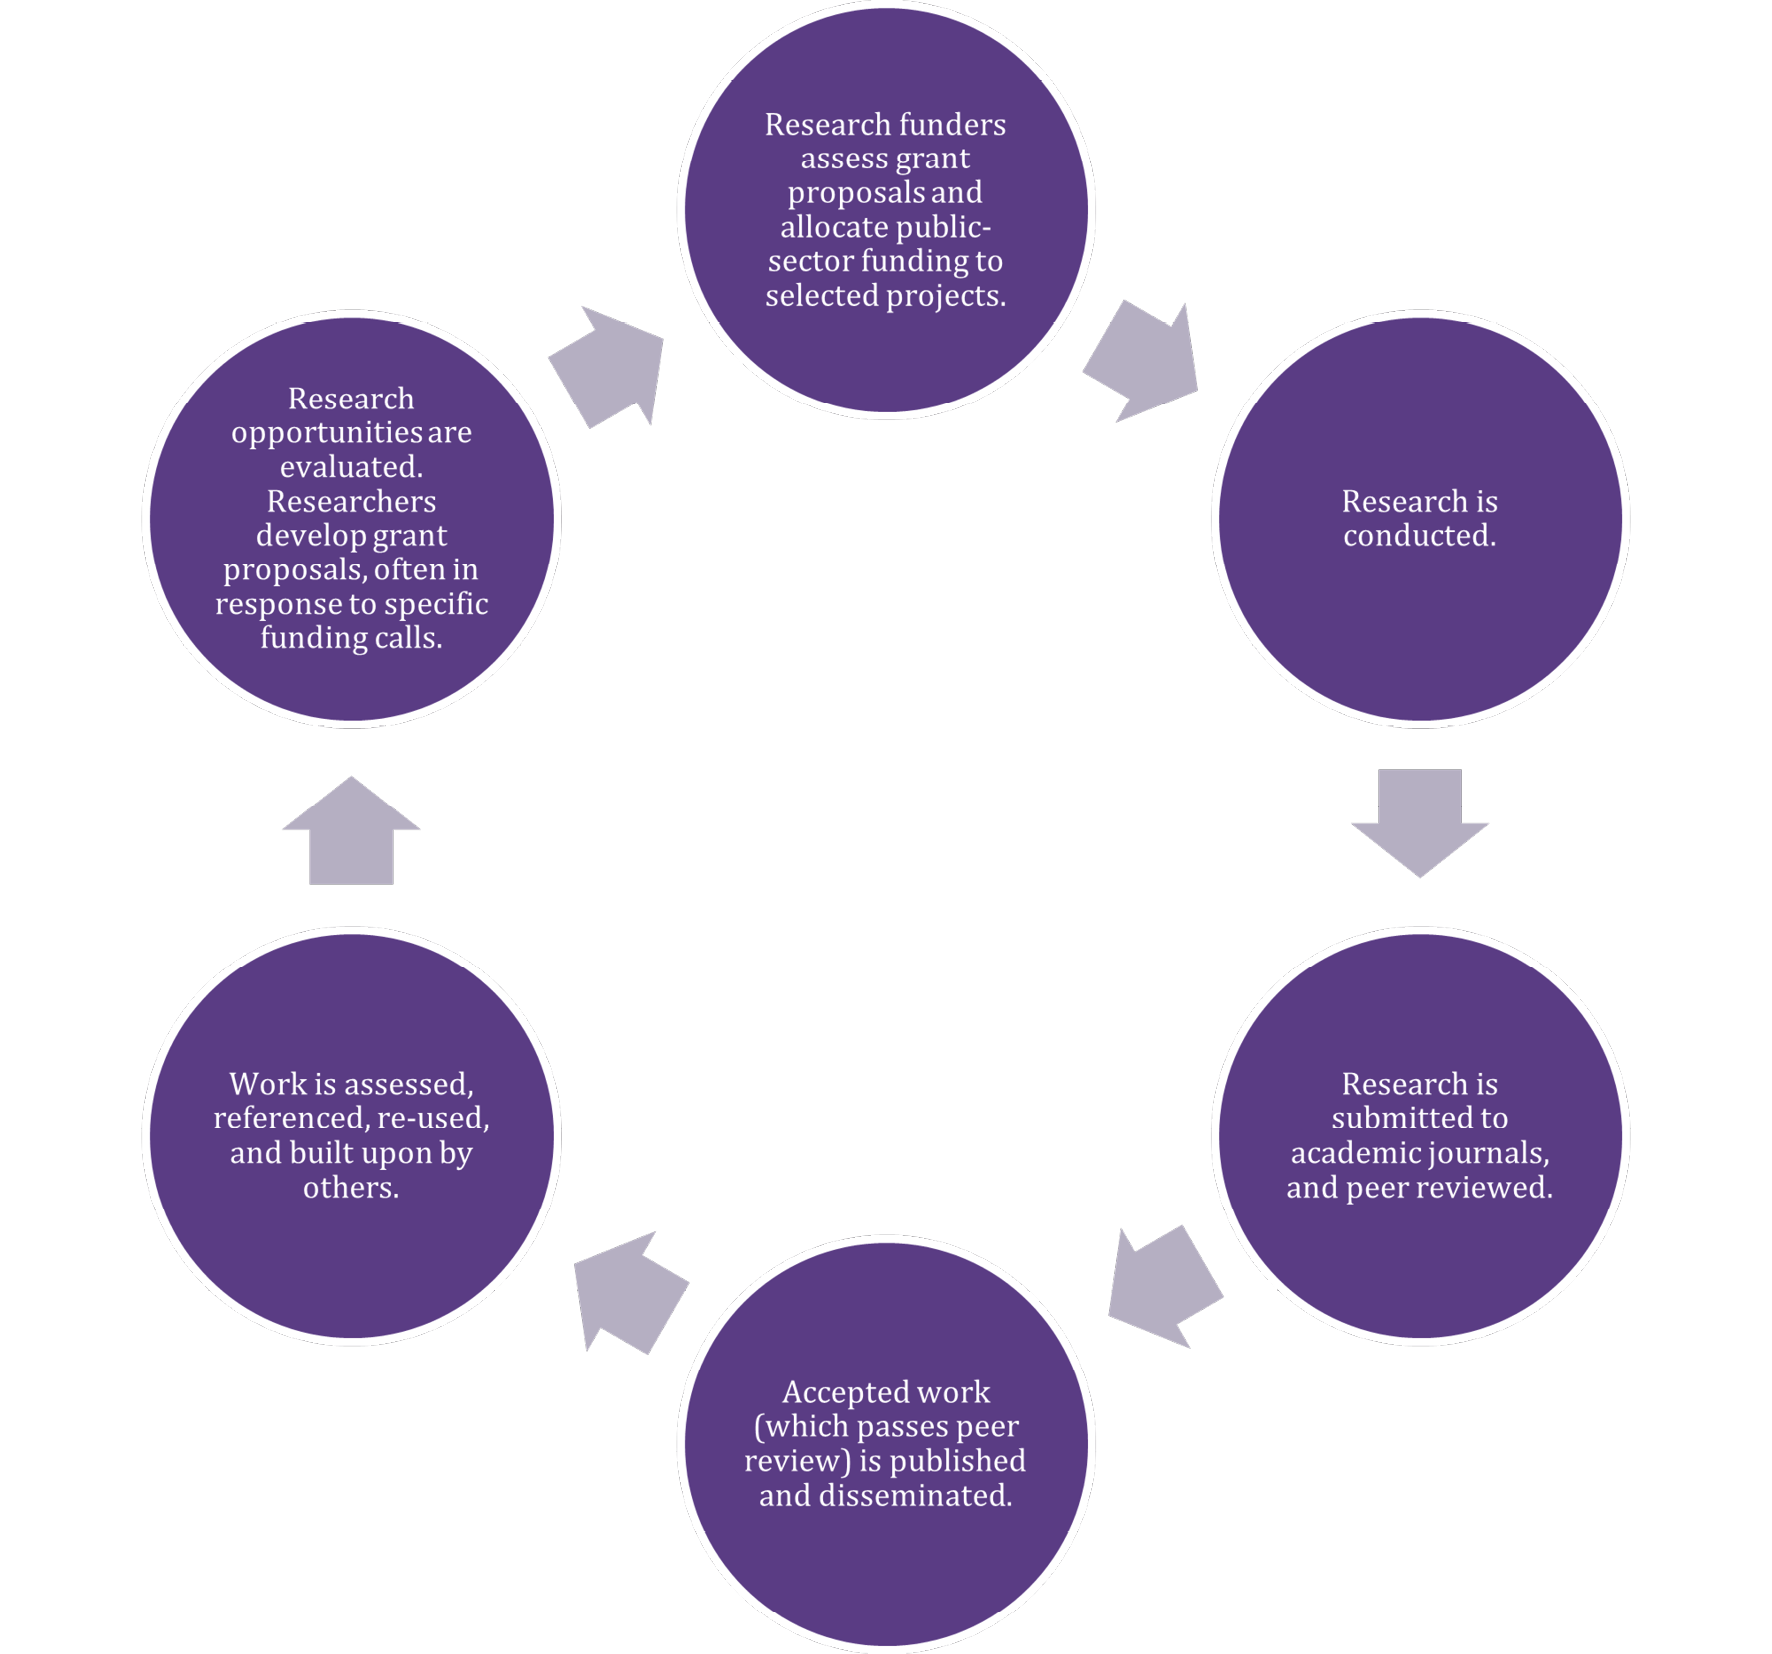 Research funders
assess grant
proposals and
allocate public-
sector funding to
selected projects.
Research is
conducted.
Research is
submitted to
academic journals,
and peer reviewed.
Accepted work
(which passes peer
review) is published
and disseminated.
Work is assessed,
referenced, re-used,
and built upon by
others.
Research
opportunities are
evaluated.
Researchers
develop grant
proposals, often in
response to specific
funding calls.